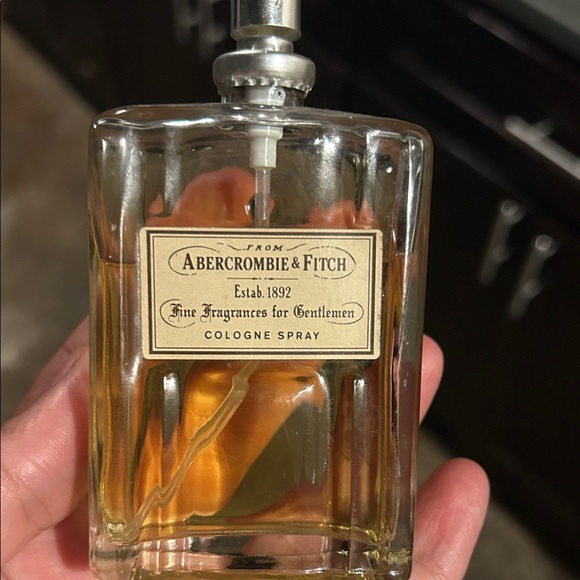 FROM
ABERCROMBIE & FITCH
Estab. 1892
Fine Fragrances for Gentlemen
COLOGNE SPRAY